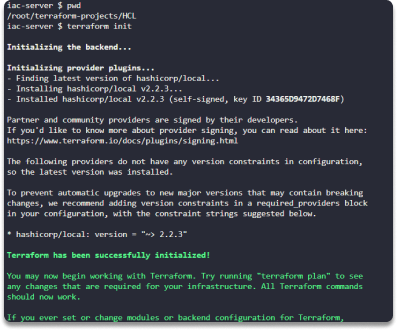 iac-server $ pwd
/root/terraform-projects/HCL
iac-server $ terraform init
Initializing the backend...
Initializing provider plugins...
- Finding latest version of hashicorp/local...
- Installing hashicorp/local v2.2.3...
- Installed hashicorp/local v2.2.3 (self-signed, key ID 34365D9472D7468F)
Partner and community providers are signed by their developers.
If you'd like to know more about provider signing, you can read about it here:
https://www.terraform.io/docs/plugins/signing.html
The following providers do not have any version constraints in configuration,
so the latest version was installed.
To prevent automatic upgrades to new major versions that may contain breaking
changes, we recommend adding version constraints in a required_providers block
in your configuration, with the constraint strings suggested below.
* hashicorp/local: version = "~> 2.2.3"
Terraform has been successfully initialized!
You may now begin working with Terraform. Try running "terraform plan" to see
any changes that are required for your infrastructure. All Terraform commands
should now work.
If you ever set or change modules or backend configuration for Terraform,